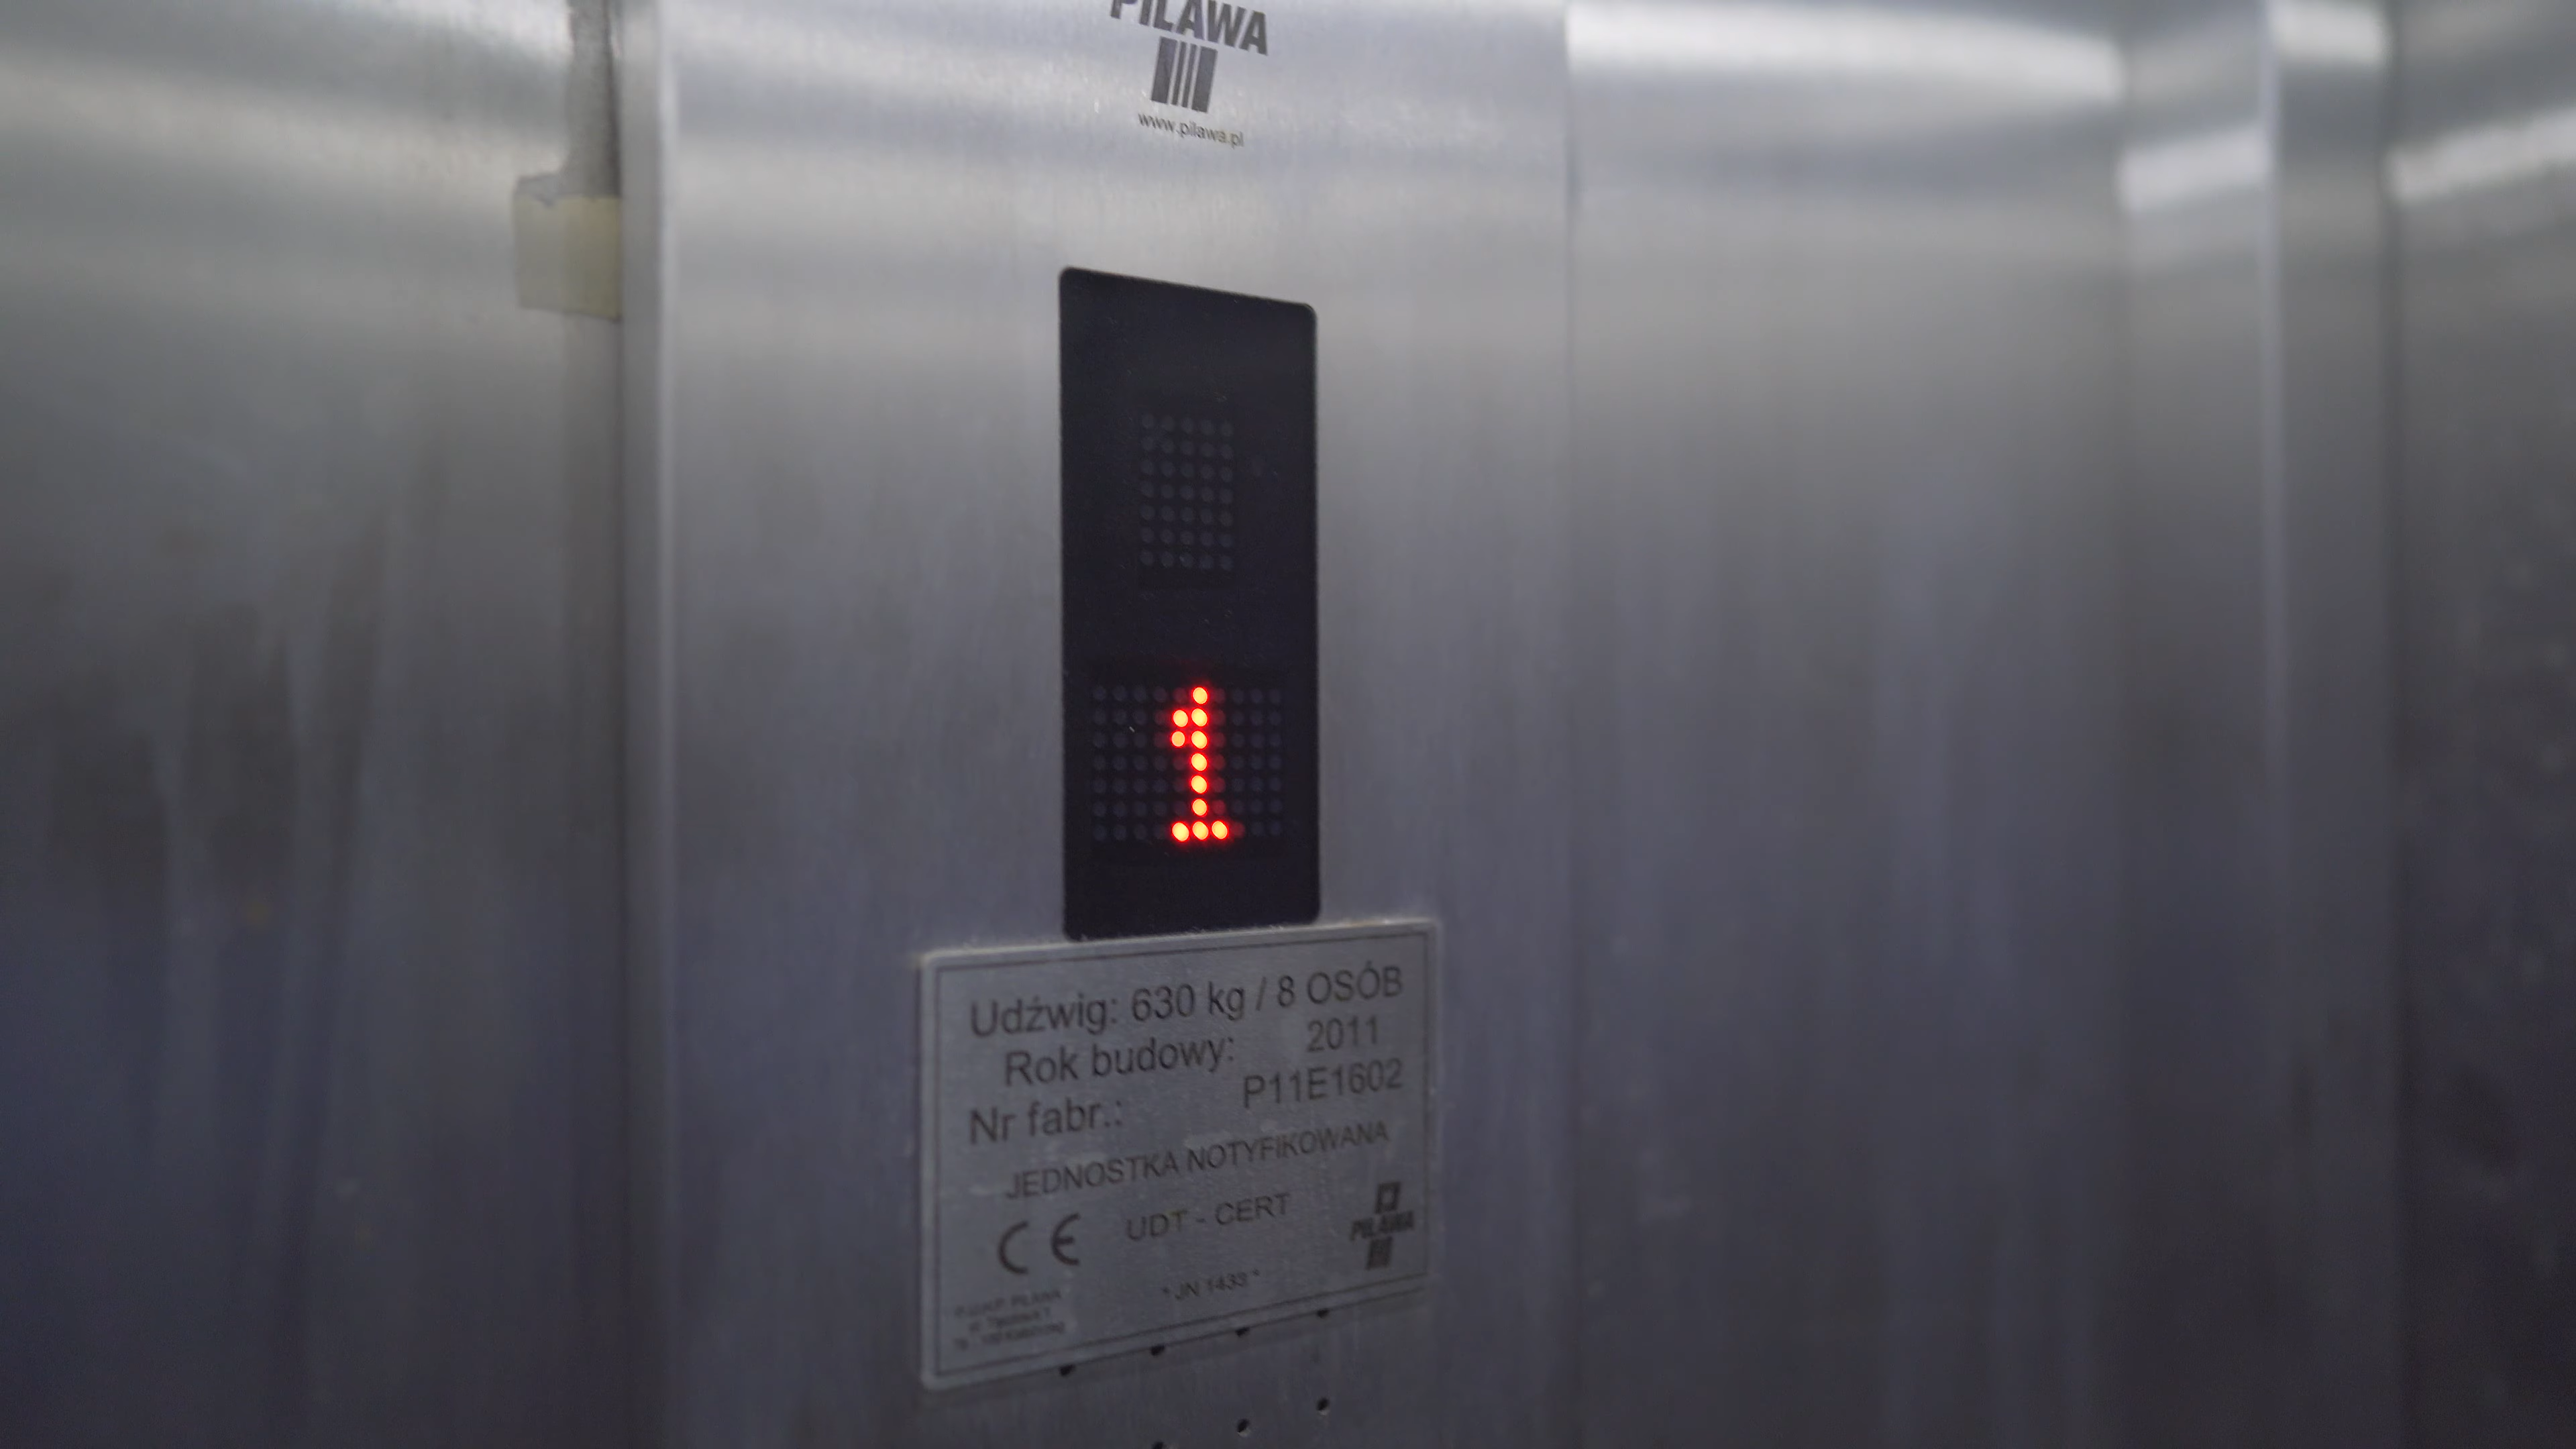 PILAWA
www.pilawa.pl
1
Udźwig: 630 kg / 8 OSÓB
Rok budowy: 2011
Nr fabr.: P11E1602
JEDNOSTKA NOTYFIKOWANA
CE UDT - CERT
PILAWA
* JN 1433 *